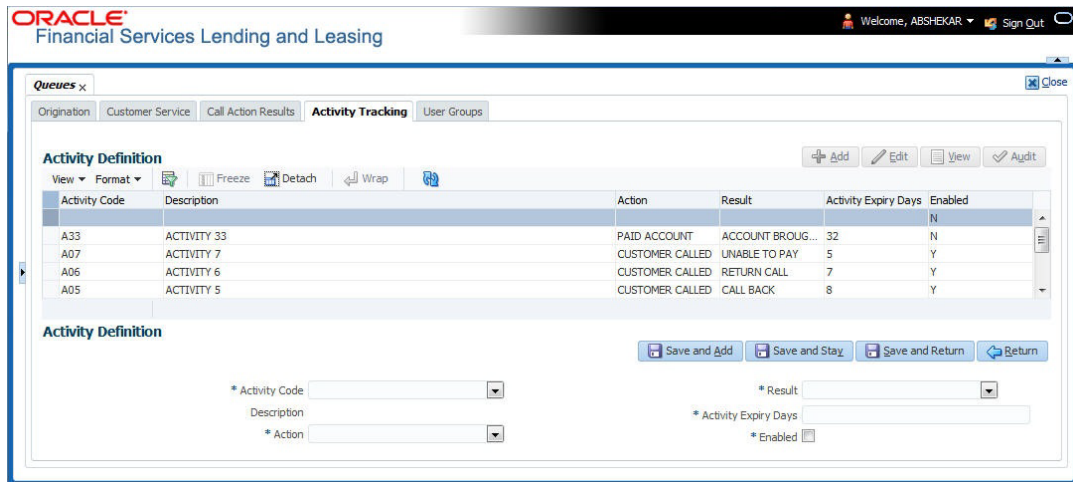 ORACLE
Financial Services Lending and Leasing
Welcome, ABSHEKAR Sign Out
Queues x Close
Origination Customer Service Call Action Results Activity Tracking User Groups
Activity Definition Add Edit View Audit
View Format Freeze Detach Wrap
Activity Code Description Action Result Activity Expiry Days Enabled
N
A33 ACTIVITY 33 PAID ACCOUNT ACCOUNT BROUG... 32 N
A07 ACTIVITY 7 CUSTOMER CALLED UNABLE TO PAY 5 Y
A06 ACTIVITY 6 CUSTOMER CALLED RETURN CALL 7 Y
A05 ACTIVITY 5 CUSTOMER CALLED CALL BACK 8 Y
Activity Definition
Save and Add Save and Stay Save and Return Return
* Activity Code * Result
Description * Activity Expiry Days
* Action * Enabled